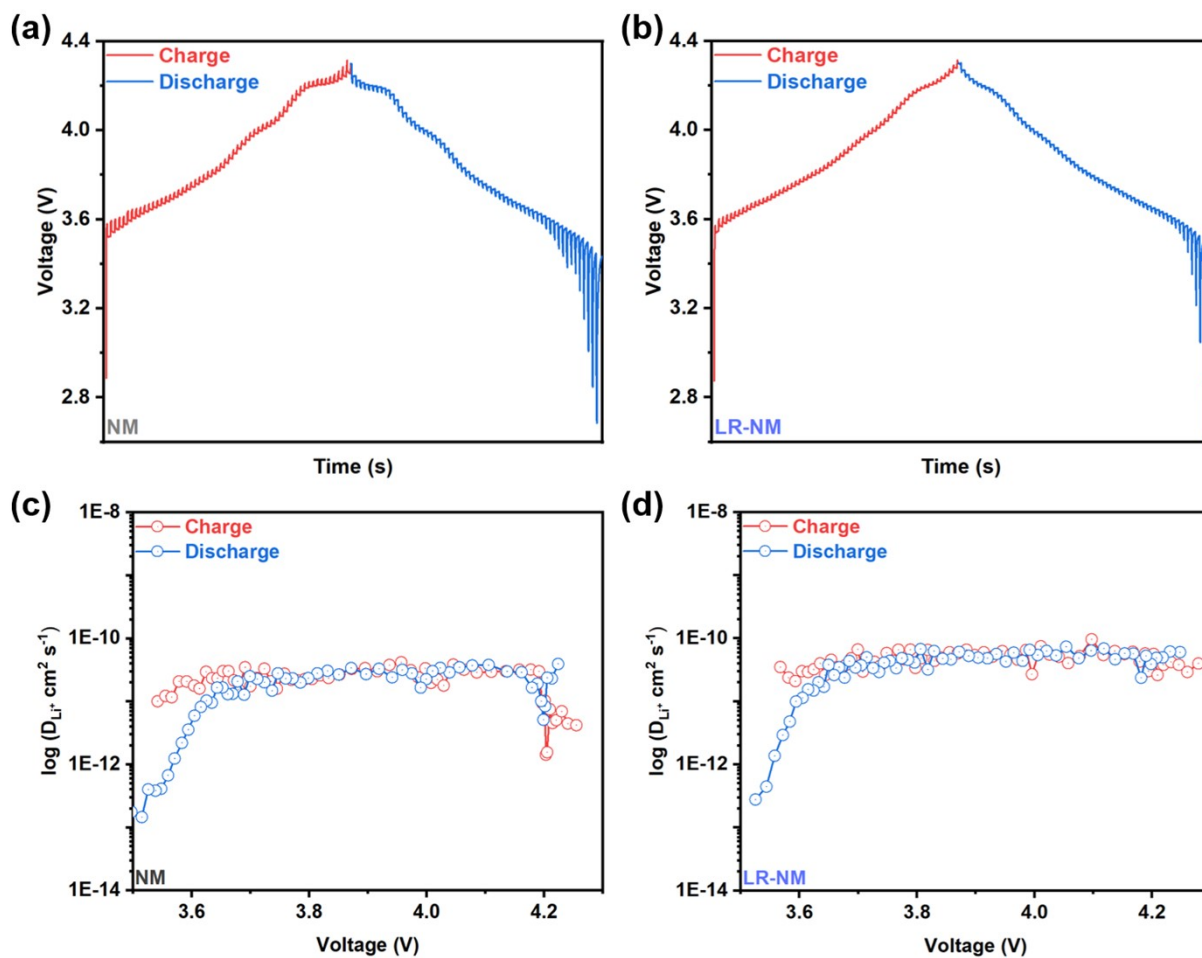 (a)
4.4
4.0
3.6
3.2
2.8
Voltage (V)
Charge
Discharge
NM
Time (s)
(b)
4.4
4.0
3.6
3.2
2.8
Voltage (V)
Charge
Discharge
LR-NM
Time (s)
(c)
1E-8
1E-10
1E-12
1E-14
log (D_Li⁺ cm² s⁻¹)
Charge
Discharge
NM
3.6 3.8 4.0 4.2
Voltage (V)
(d)
1E-8
1E-10
1E-12
1E-14
log (D_Li⁺ cm² s⁻¹)
Charge
Discharge
LR-NM
3.6 3.8 4.0 4.2
Voltage (V)